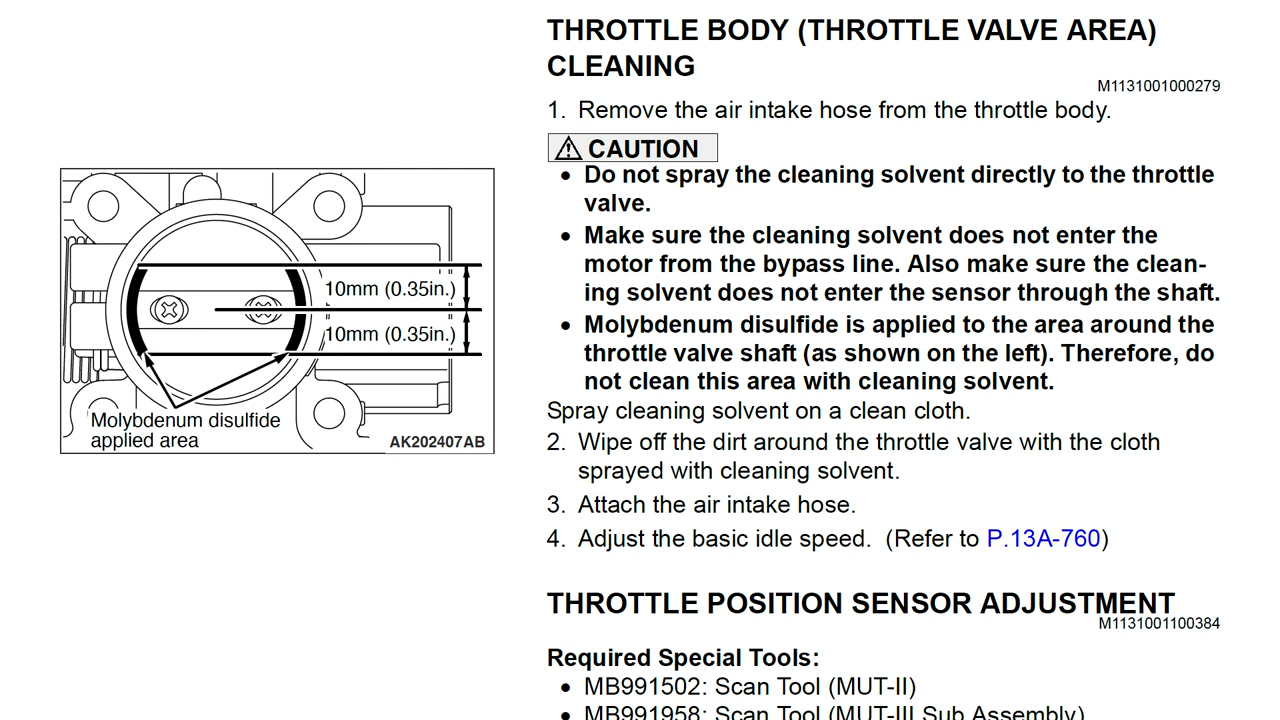 THROTTLE BODY (THROTTLE VALVE AREA)
CLEANING
M1131001000279
1. Remove the air intake hose from the throttle body.
CAUTION
• Do not spray the cleaning solvent directly to the throttle
valve.
• Make sure the cleaning solvent does not enter the
motor from the bypass line. Also make sure the clean-
ing solvent does not enter the sensor through the shaft.
• Molybdenum disulfide is applied to the area around the
throttle valve shaft (as shown on the left). Therefore, do
not clean this area with cleaning solvent.
10mm (0.35in.)
10mm (0.35in.)
Molybdenum disulfide
applied area
AK202407AB
Spray cleaning solvent on a clean cloth.
2. Wipe off the dirt around the throttle valve with the cloth
sprayed with cleaning solvent.
3. Attach the air intake hose.
4. Adjust the basic idle speed. (Refer to P.13A-760)
THROTTLE POSITION SENSOR ADJUSTMENT
M1131001100384
Required Special Tools:
• MB991502: Scan Tool (MUT-II)
• MB991958: Scan Tool (MUT-III Sub Assembly)